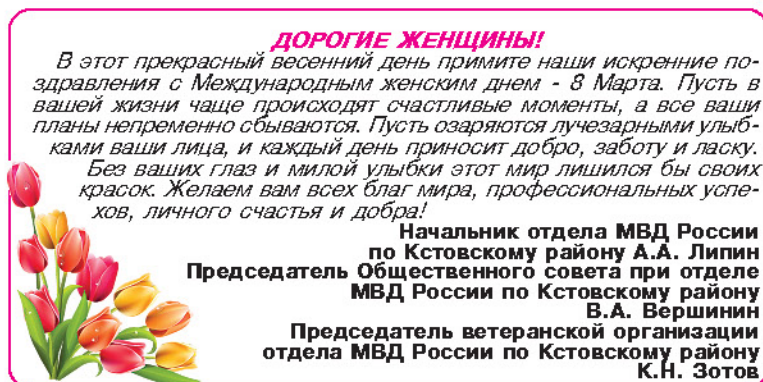 ДОРОГИЕ ЖЕНЩИНЫ!
В этот прекрасный весенний день примите наши искренние по-
здравления с Международным женским днем - 8 Марта. Пусть в
вашей жизни чаще происходят счастливые моменты, а все ваши
планы непременно сбываются. Пусть озаряются лучезарными улыб-
ками ваши лица, и каждый день приносит добро, заботу и ласку.
Без ваших глаз и милой улыбки этот мир лишился бы своих
красок. Желаем вам всех благ мира, профессиональных успе-
хов, личного счастья и добра!
Начальник отдела МВД России
по Кстовскому району А.А. Липин
Председатель Общественного совета при отделе
МВД России по Кстовскому району
В.А. Вершинин
Председатель ветеранской организации
отдела МВД России по Кстовскому району
К.Н. Зотов